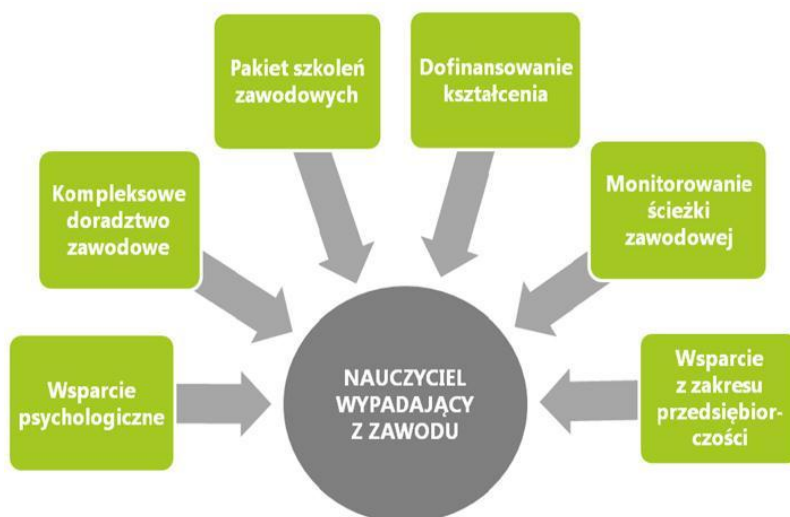 Pakiet szkoleń
zawodowych
Dofinansowanie
kształcenia
Kompleksowe
doradztwo
zawodowe
Monitorowanie
ścieżki
zawodowej
Wsparcie
psychologiczne
NAUCZYCIEL
WYPADAJĄCY
Z ZAWODU
Wsparcie
z zakresu
przedsiębior-
czości